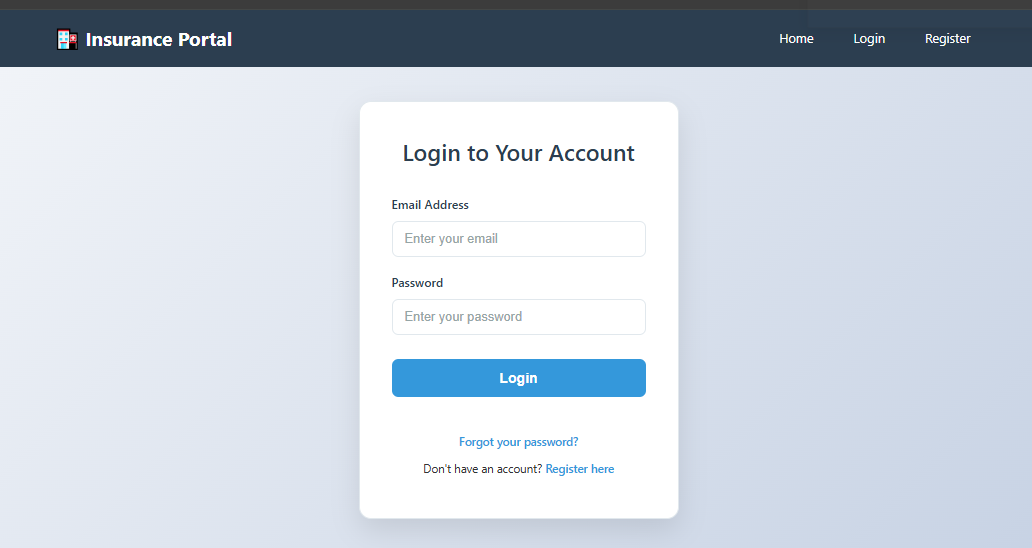 Insurance Portal
Home
Login
Register
Login to Your Account
Email Address
Enter your email
Password
Enter your password
Login
Forgot your password?
Don't have an account? Register here